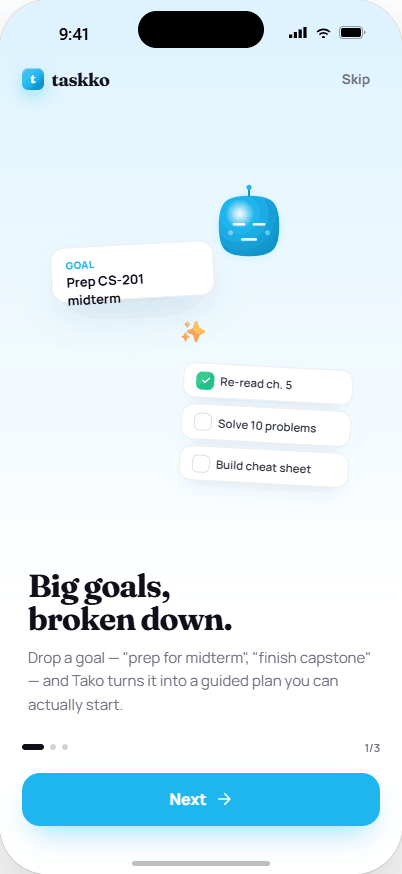 9:41
t taskko
Skip
GOAL
Prep CS-201
midterm
Re-read ch. 5
Solve 10 problems
Build cheat sheet
Big goals,
broken down.
Drop a goal — "prep for midterm", "finish capstone"
— and Tako turns it into a guided plan you can
actually start.
1/3
Next →